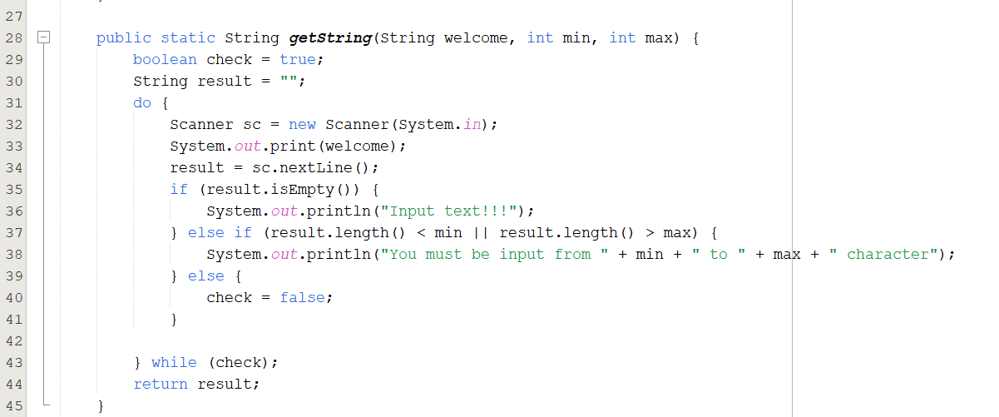 27
28 public static String getString(String welcome, int min, int max) {
29 boolean check = true;
30 String result = "";
31 do {
32 Scanner sc = new Scanner(System.in);
33 System.out.print(welcome);
34 result = sc.nextLine();
35 if (result.isEmpty()) {
36 System.out.println("Input text!!!");
37 } else if (result.length() < min || result.length() > max) {
38 System.out.println("You must be input from " + min + " to " + max + " character");
39 } else {
40 check = false;
41 }
42
43 } while (check);
44 return result;
45 }